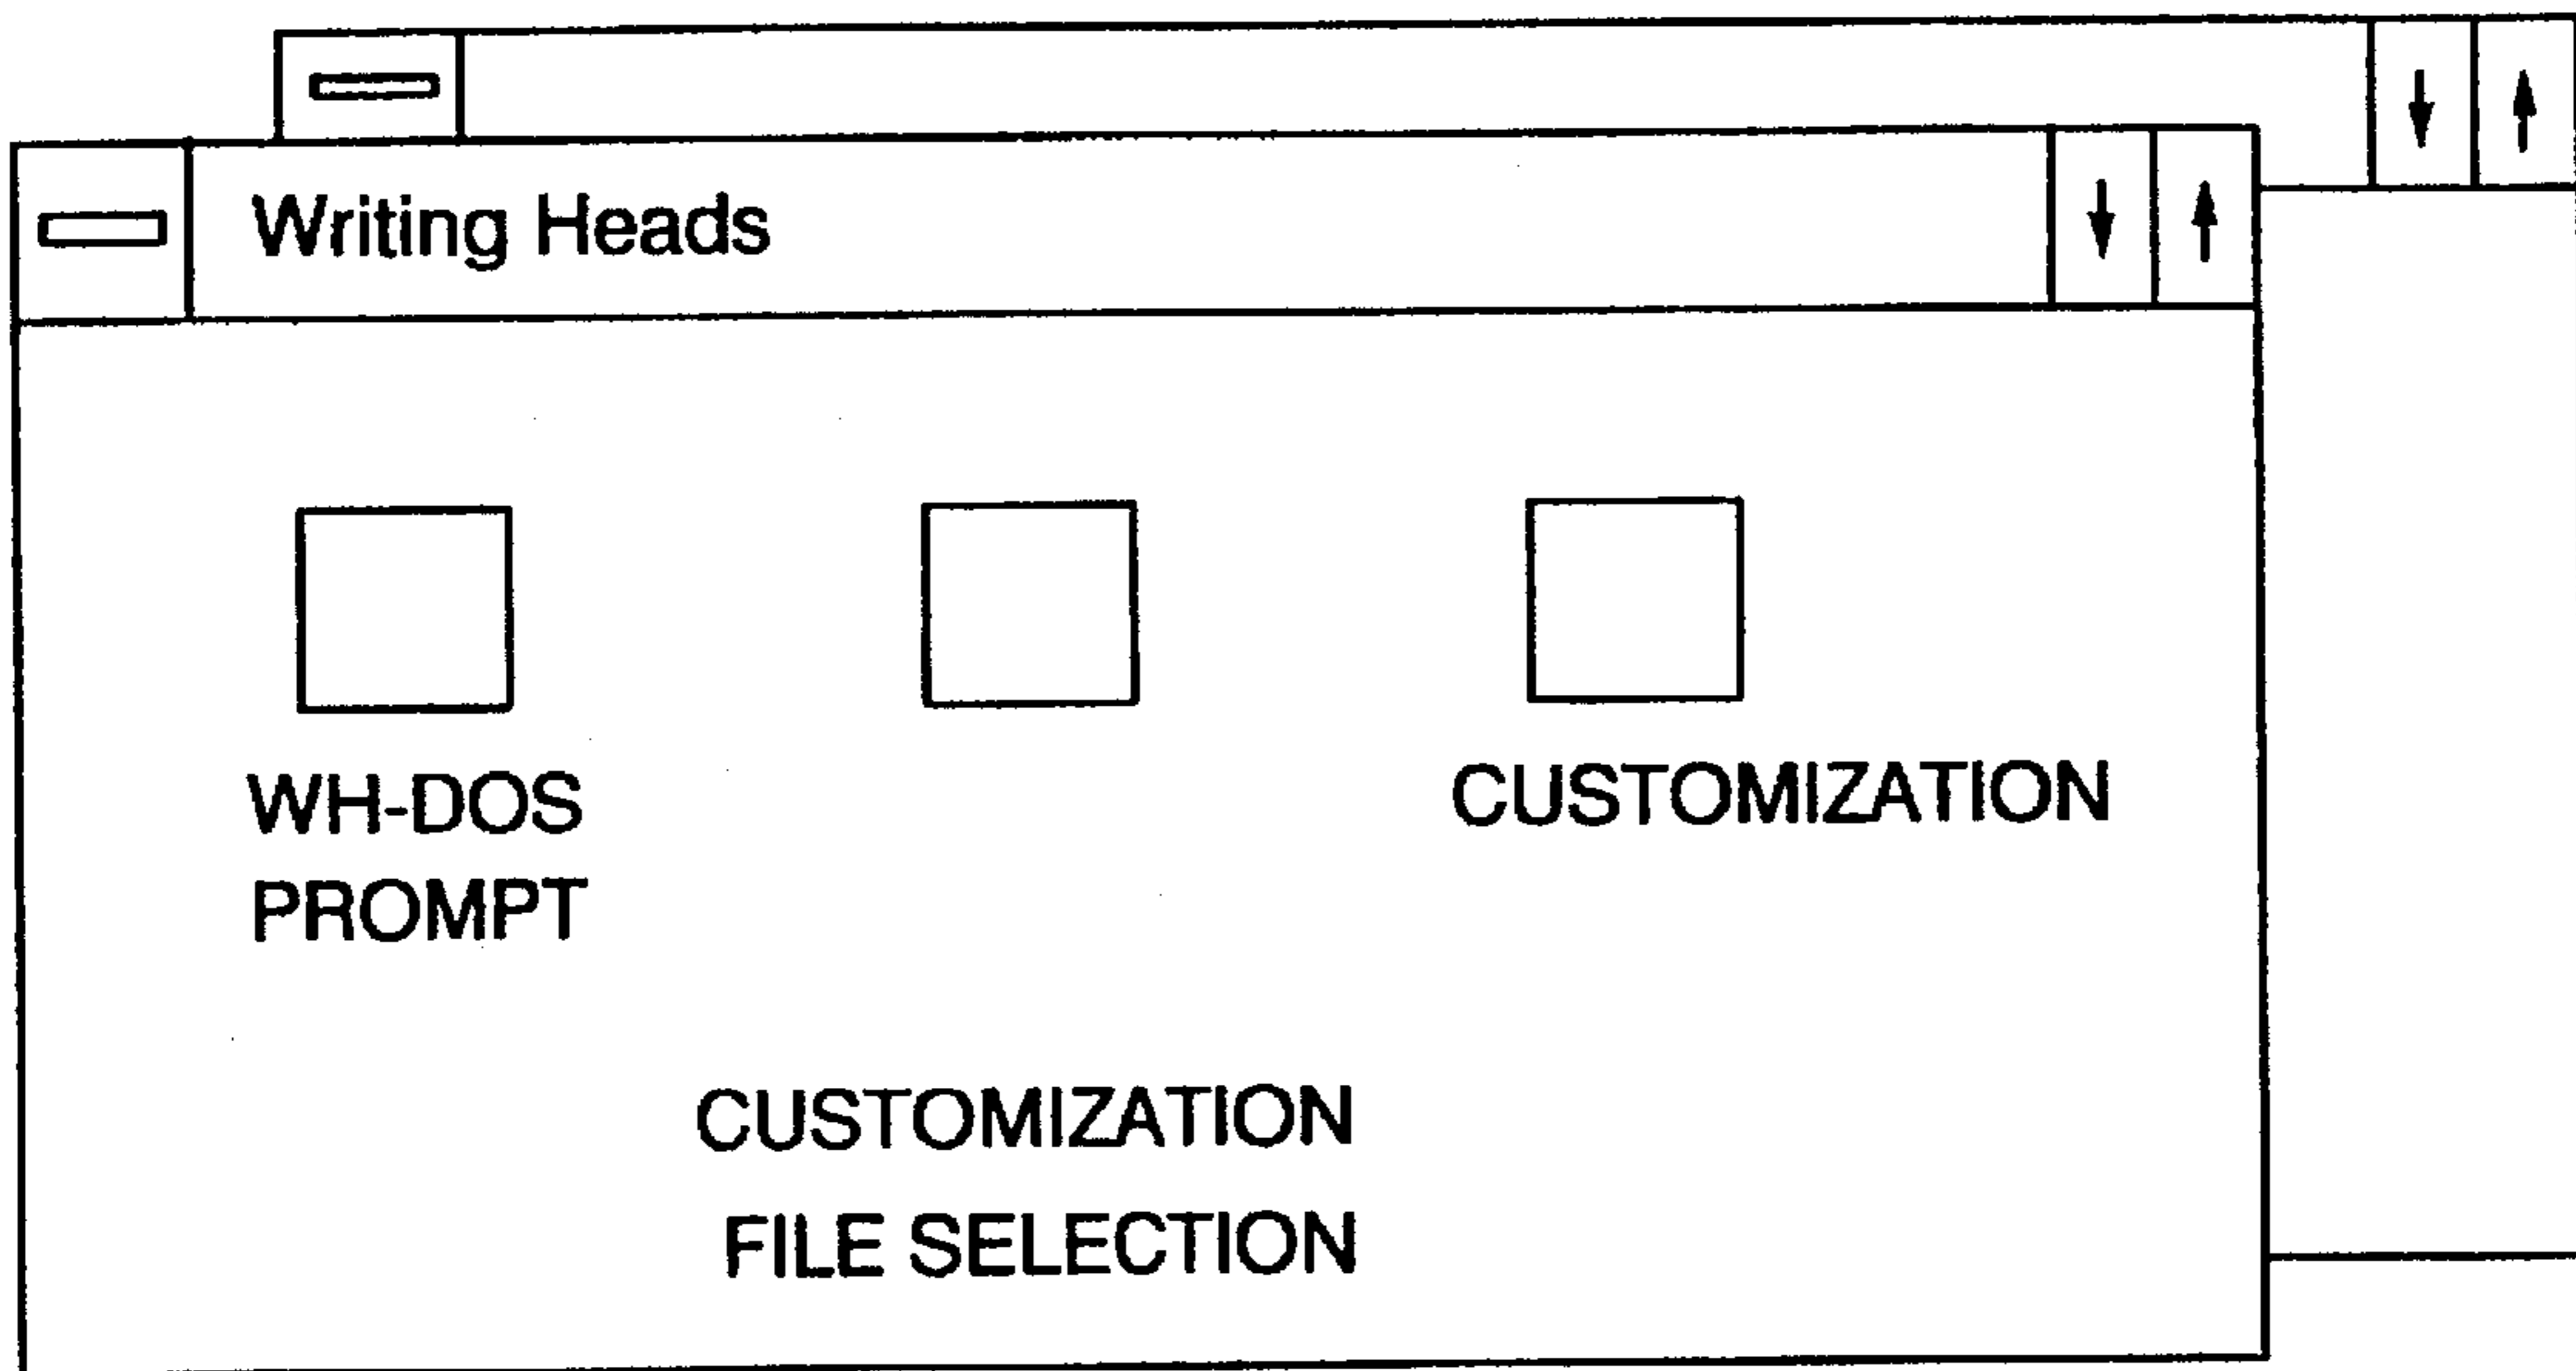 Writing Heads
WH-DOS
PROMPT
CUSTOMIZATION
CUSTOMIZATION
FILE SELECTION